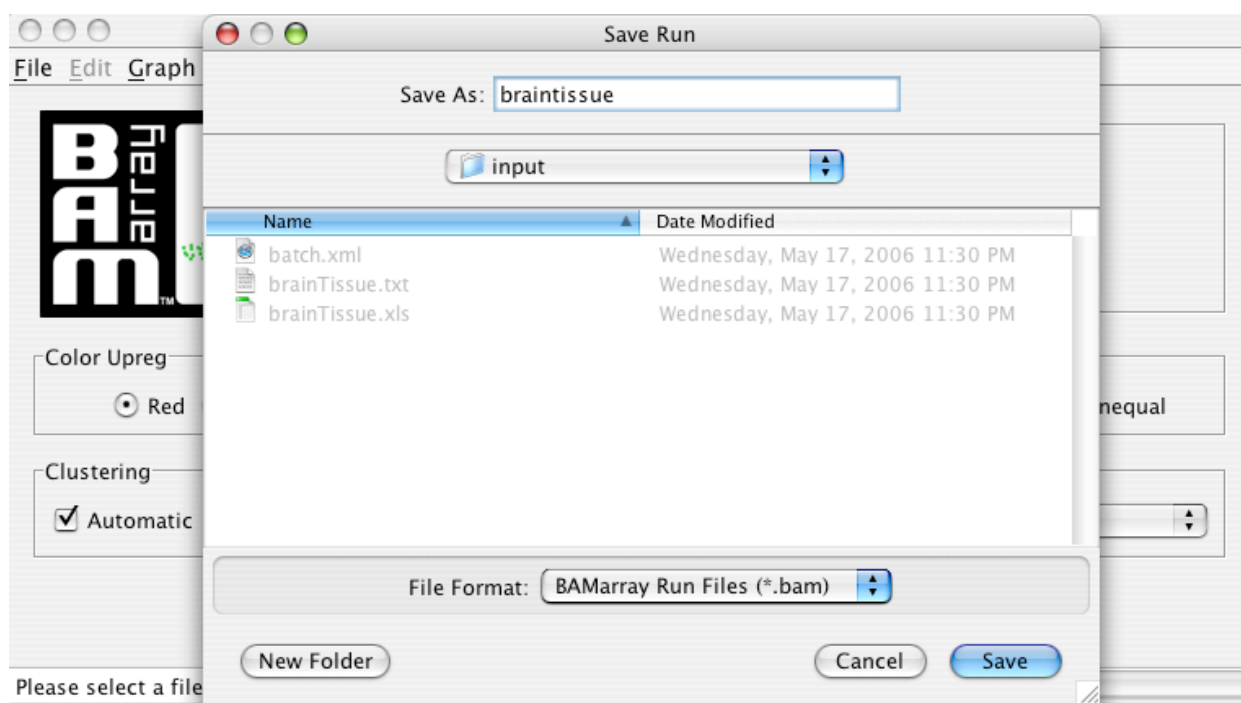 Save Run
File Edit Graph
Save As: braintissue
BAM array
TM
input
Name Date Modified
batch.xml Wednesday, May 17, 2006 11:30 PM
brainTissue.txt Wednesday, May 17, 2006 11:30 PM
brainTissue.xls Wednesday, May 17, 2006 11:30 PM
Color Upreg
Red nequal
Clustering
Automatic
File Format: BAMarray Run Files (*.bam)
New Folder Cancel Save
Please select a file